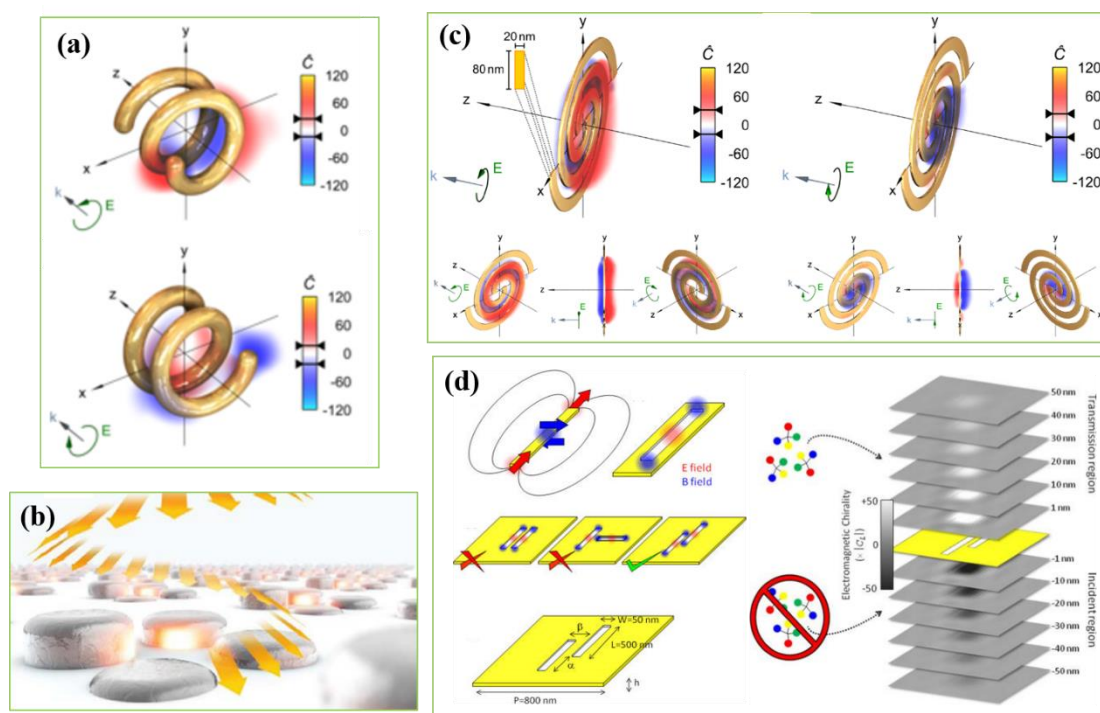 (a)
y
z
x
k
E
Ĉ
120
60
0
-60
-120
y
z
x
k
E
Ĉ
120
60
0
-60
-120
(b)
(c)
20 nm
80 nm
y
z
x
k
E
Ĉ
120
60
0
-60
-120
y
z
x
k
E
Ĉ
120
60
0
-60
-120
y
z
x
k
E
y
z
k
E
y
z
x
k
E
y
z
x
k
E
y
z
k
E
y
z
x
k
E
(d)
E field
B field
W=50 nm
β
L=500 nm
α
h
P=800 nm
Electromagnetic Chirality
(× |C_L|)
+50
0
-50
50 nm
40 nm
30 nm
20 nm
10 nm
1 nm
-1 nm
-10 nm
-20 nm
-30 nm
-40 nm
-50 nm
Transmission region
Incident region